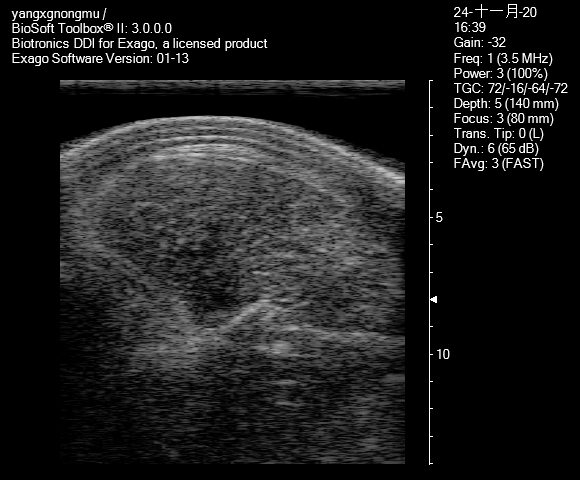 yangxgnongmu /
BioSoft Toolbox® II: 3.0.0.0
Biotronics DDI for Exago, a licensed product
Exago Software Version: 01-13
24-十一月-20
16:39
Gain: -32
Freq: 1 (3.5 MHz)
Power: 3 (100%)
TGC: 72/-16/-64/-72
Depth: 5 (140 mm)
Focus: 3 (80 mm)
Trans. Tip: 0 (L)
Dyn.: 6 (65 dB)
FAvg: 3 (FAST)
5
10